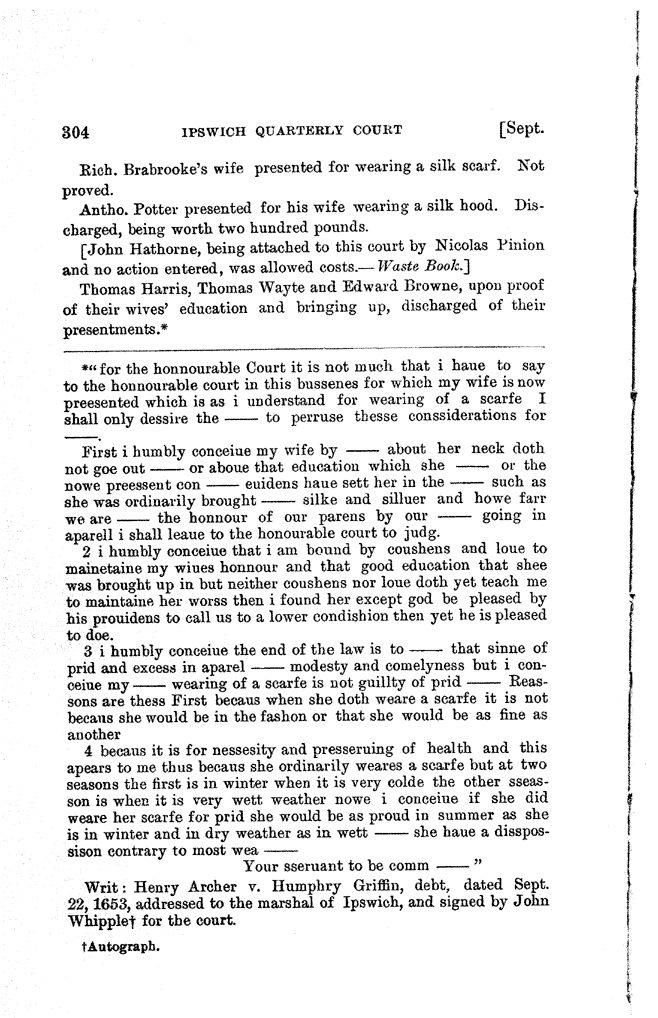 304 IPSWICH QUARTERLY COURT [Sept.
Rich. Brabrooke's wife presented for wearing a silk scarf. Not
proved.
Antho. Potter presented for his wife wearing a silk hood. Dis-
charged, being worth two hundred pounds.
[John Hathorne, being attached to this court by Nicolas Pinion
and no action entered, was allowed costs.—Waste Book.]
Thomas Harris, Thomas Wayte and Edward Browne, upon proof
of their wives' education and bringing up, discharged of their
presentments.*
*“for the honnourable Court it is not much that i haue to say
to the honnourable court in this bussenes for which my wife is now
preesented which is as i understand for wearing of a scarfe I
shall only dessire the —— to perruse thesse conssiderations for
——.
First i humbly conceiue my wife by —— about her neck doth
not goe out —— or aboue that education which she —— or the
nowe preessent con —— euidens haue sett her in the —— such as
she was ordinarily brought —— silke and silluer and howe farr
we are —— the honnour of our parens by our —— going in
aparell i shall leaue to the honourable court to judg.
2 i humbly conceiue that i am bound by coushens and loue to
mainetaine my wiues honnour and that good education that shee
was brought up in but neither coushens nor loue doth yet teach me
to maintaine her worss then i found her except god be pleased by
his prouidens to call us to a lower condishion then yet he is pleased
to doe.
3 i humbly conceiue the end of the law is to —— that sinne of
prid and excess in aparel —— modesty and comelyness but i con-
ceiue my —— wearing of a scarfe is not guillty of prid —— Reas-
sons are thess First becaus when she doth weare a scarfe it is not
becaus she would be in the fashon or that she would be as fine as
another
4 becaus it is for nessesity and presseruing of health and this
apears to me thus becaus she ordinarily weares a scarfe but at two
seasons the first is in winter when it is very colde the other sseas-
son is when it is very wett weather nowe i conceiue if she did
weare her scarfe for prid she would be as proud in summer as she
is in winter and in dry weather as in wett —— she haue a disspos-
sison contrary to most wea ——
Your sseruant to be comm ——”
Writ: Henry Archer v. Humphry Griffin, debt, dated Sept.
22, 1653, addressed to the marshal of Ipswich, and signed by John
Whipple† for the court.
†Autograph.